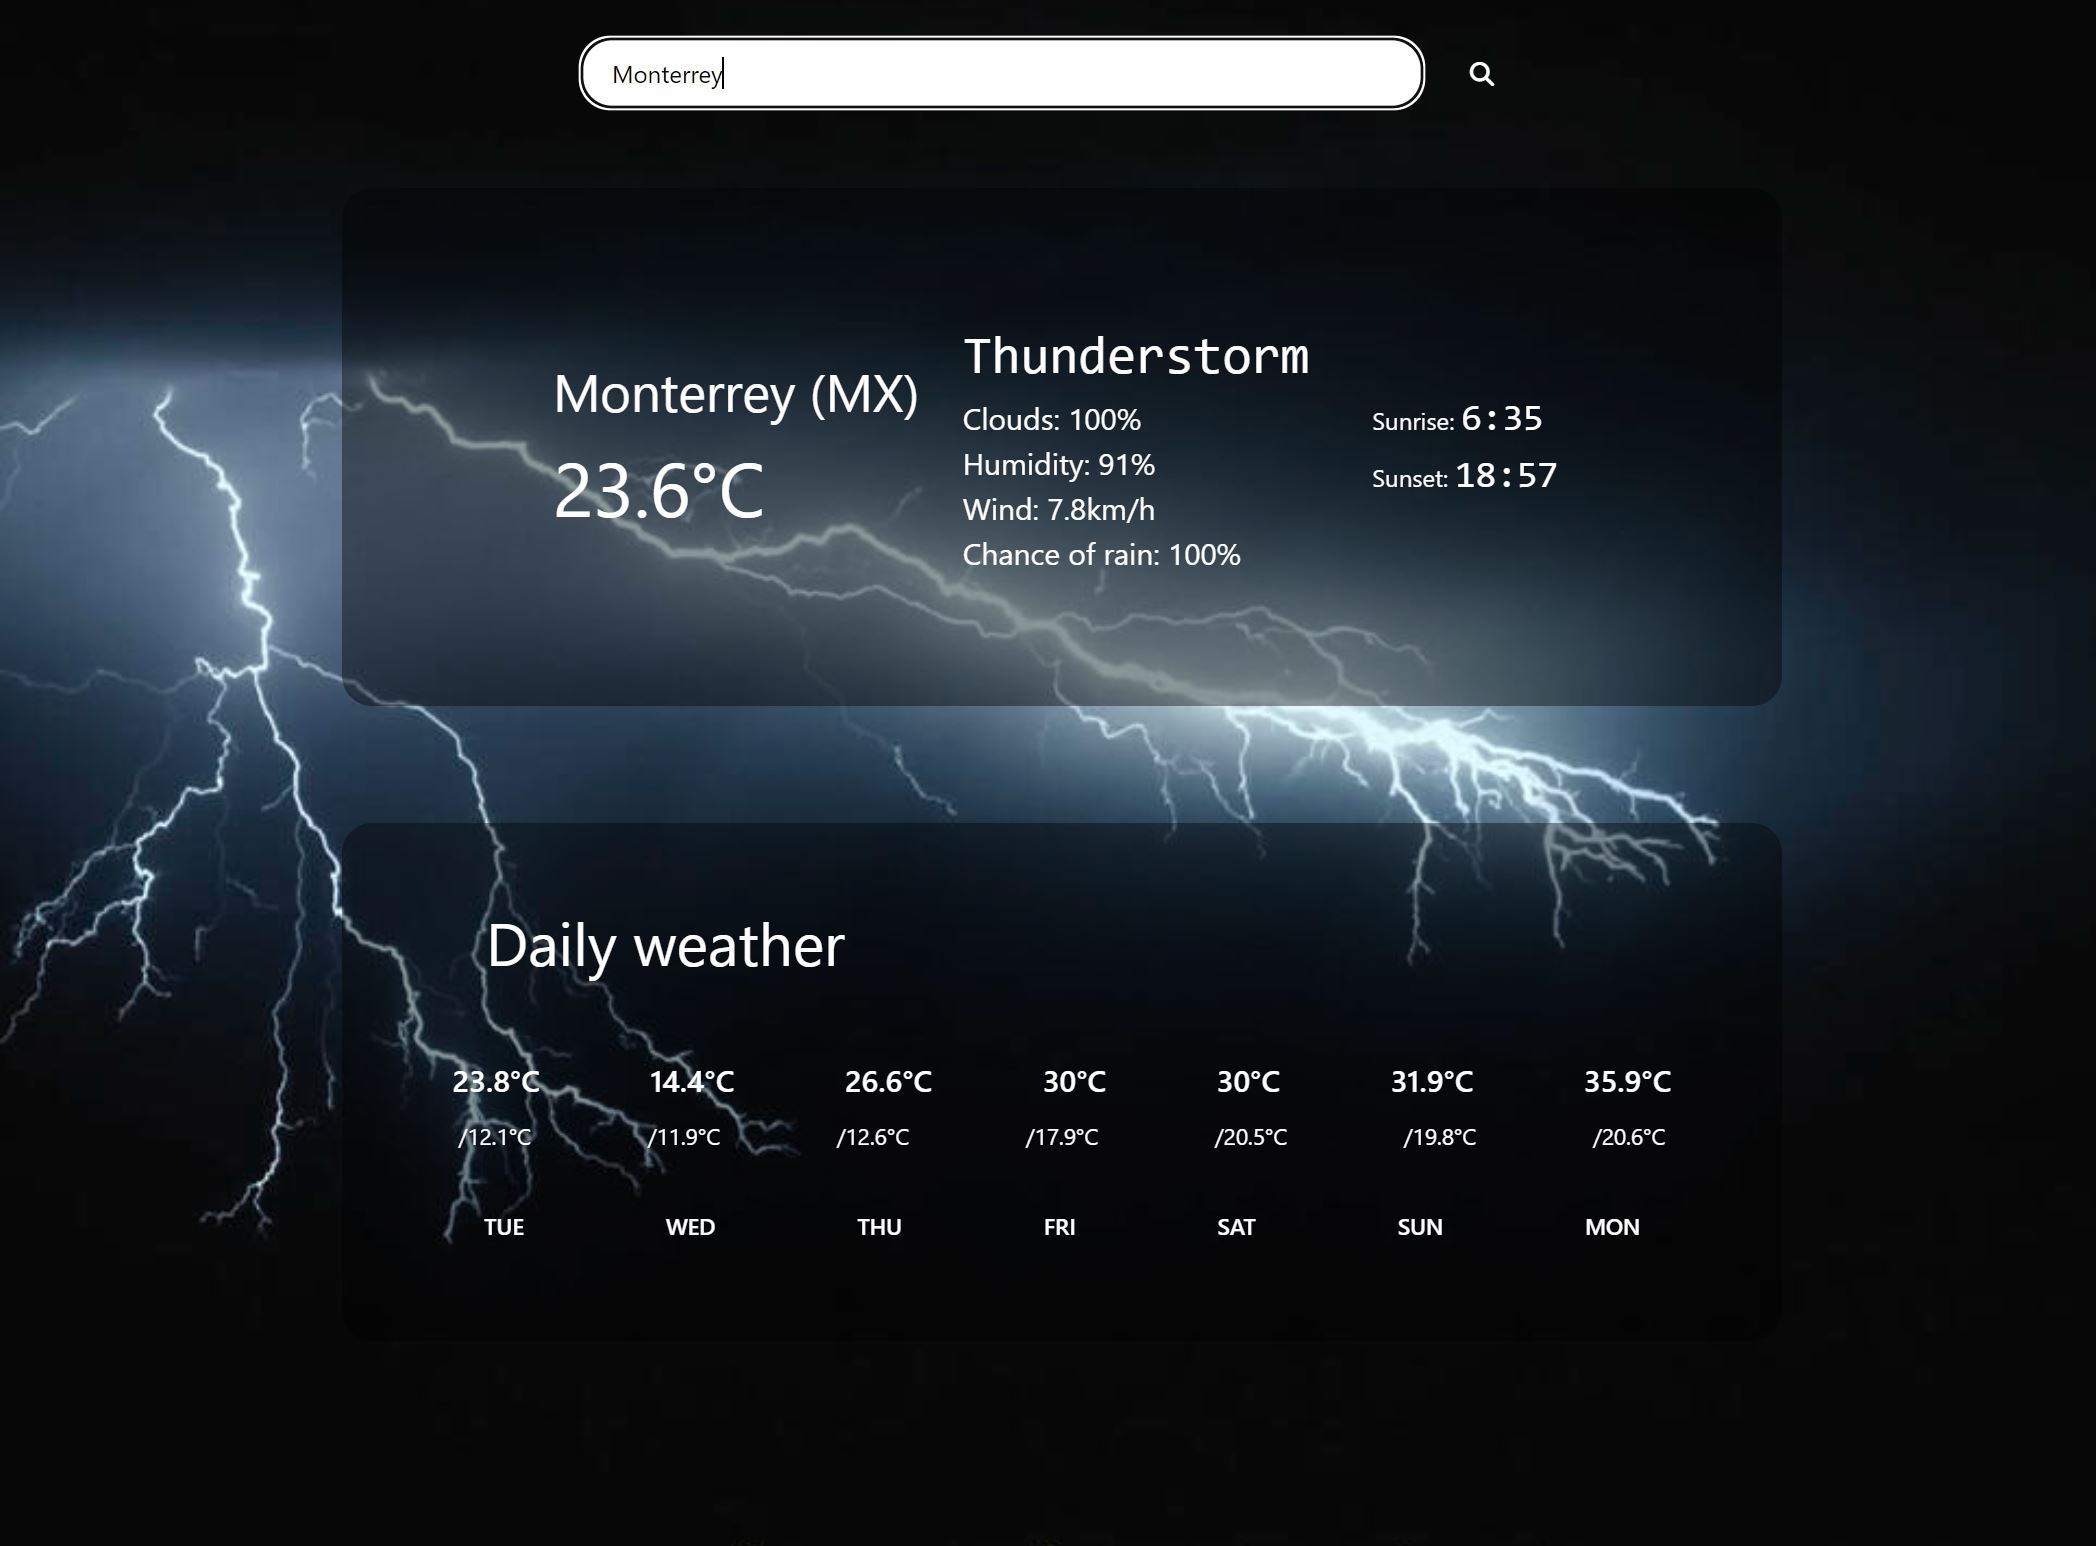 Monterrey
Monterrey (MX)
23.6°C
Thunderstorm
Clouds: 100%
Humidity: 91%
Wind: 7.8km/h
Chance of rain: 100%
Sunrise: 6:35
Sunset: 18:57
Daily weather
23.8°C 14.4°C 26.6°C 30°C 30°C 31.9°C 35.9°C
/12.1°C /11.9°C /12.6°C /17.9°C /20.5°C /19.8°C /20.6°C
TUE WED THU FRI SAT SUN MON